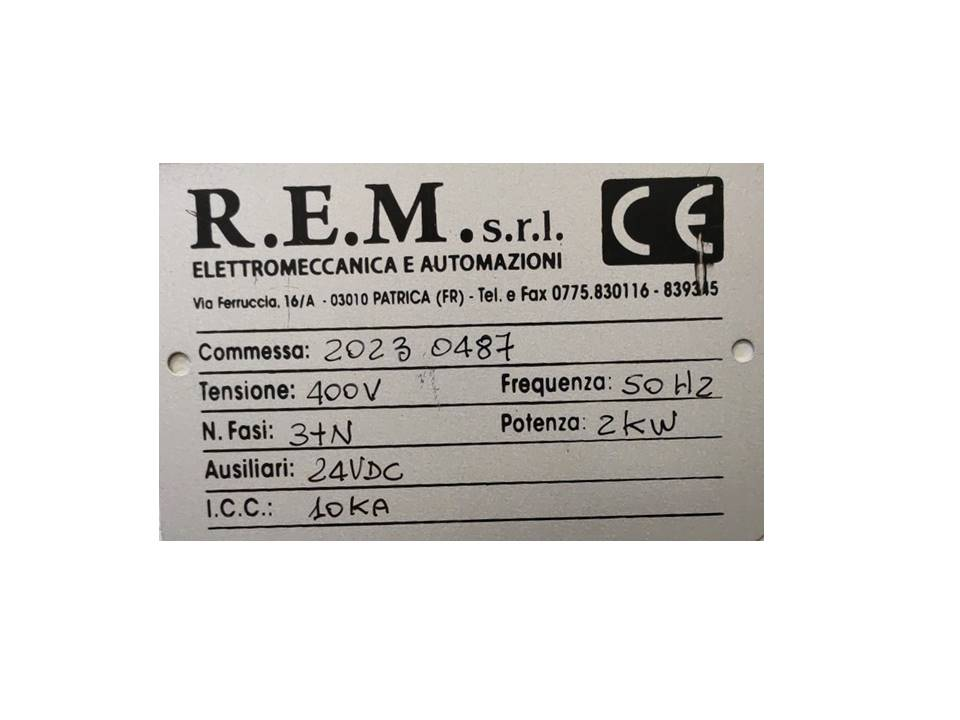 R.E.M. s.r.l. CE
ELETTROMECCANICA E AUTOMAZIONI
Via Ferruccia, 16/A - 03010 PATRICA (FR) - Tel. e Fax 0775.830116 - 839345
Commessa: 2023 0487
Tensione: 400V Frequenza: 50 Hz
N. Fasi: 3+N Potenza: 2KW
Ausiliari: 24VDC
I.C.C.: 10KA